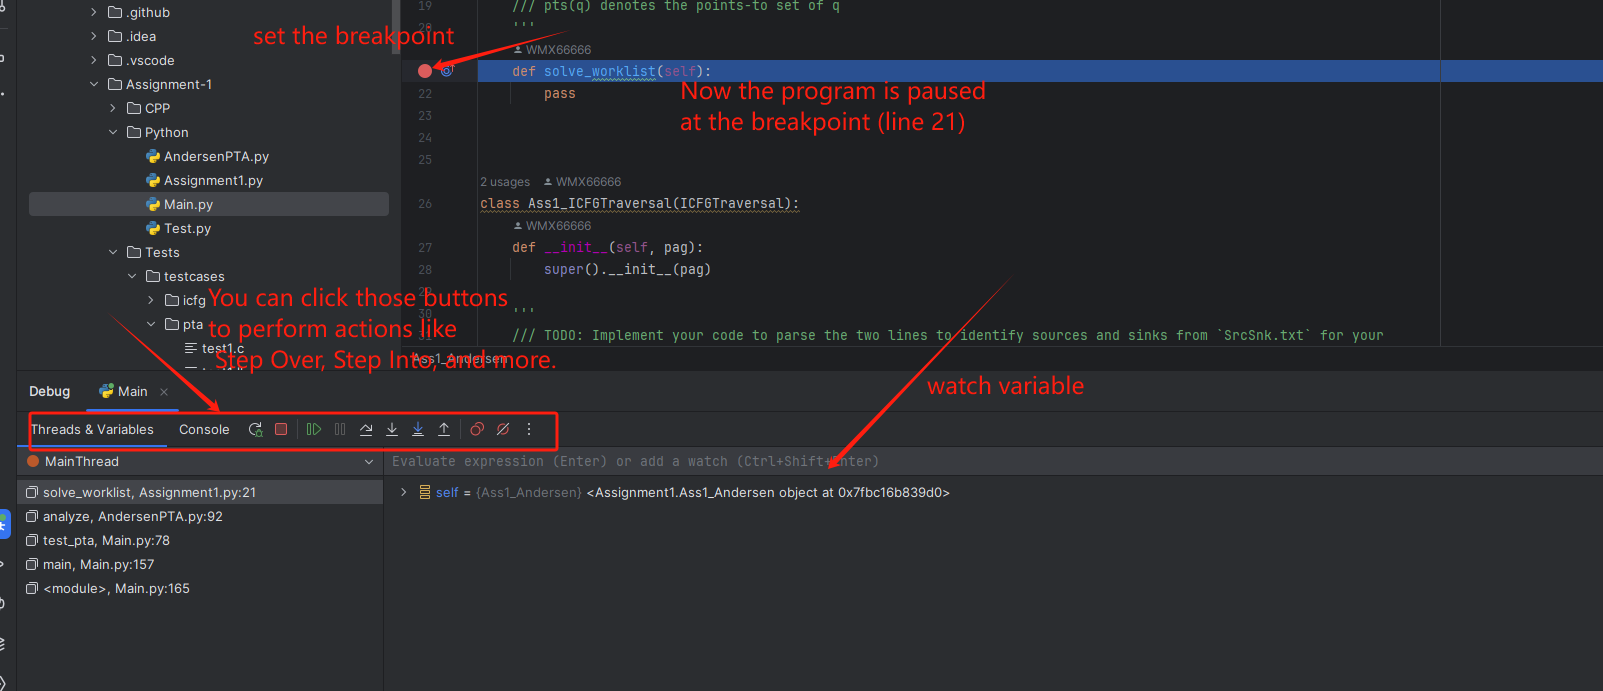 .github
.idea
.vscode
Assignment-1
CPP
Python
AndersenPTA.py
Assignment1.py
Main.py
Test.py
Tests
testcases
icfg
pta
test1.c
set the breakpoint
19 /// pts(q) denotes the points-to set of q
20 '''
WMX66666
def solve_worklist(self):
22 pass
Now the program is paused
at the breakpoint (line 21)
23
24
25
2 usages WMX66666
26 class Ass1_ICFGTraversal(ICFGTraversal):
WMX66666
27 def __init__(self, pag):
28 super().__init__(pag)
29
30 '''
31 /// TODO: Implement your code to parse the two lines to identify sources and sinks from `SrcSnk.txt` for your
Ass1_Andersen
You can click those buttons
to perform actions like
Step Over, Step Into, and more.
watch variable
Debug Main
Threads & Variables Console
MainThread
Evaluate expression (Enter) or add a watch (Ctrl+Shift+Enter)
solve_worklist, Assignment1.py:21
analyze, AndersenPTA.py:92
test_pta, Main.py:78
main, Main.py:157
<module>, Main.py:165
self = {Ass1_Andersen} <Assignment1.Ass1_Andersen object at 0x7fbc16b839d0>